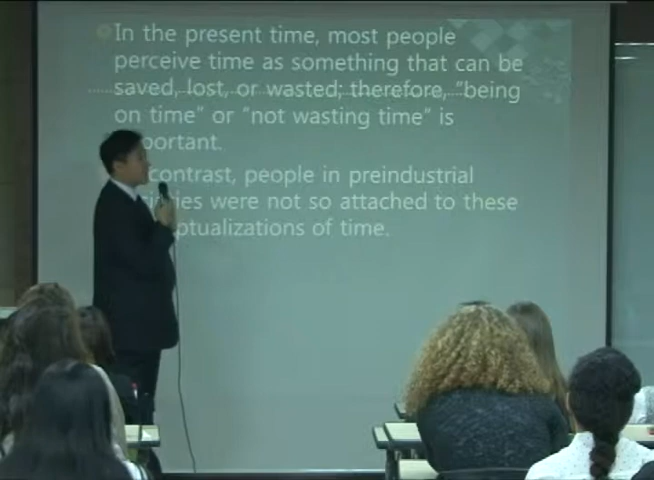 In the present time, most people
perceive time as something that can be
saved, lost, or wasted; therefore, "being
on time" or "not wasting time" is
portant.
contrast, people in preindustrial
were not so attached to these
ptualizations of time.